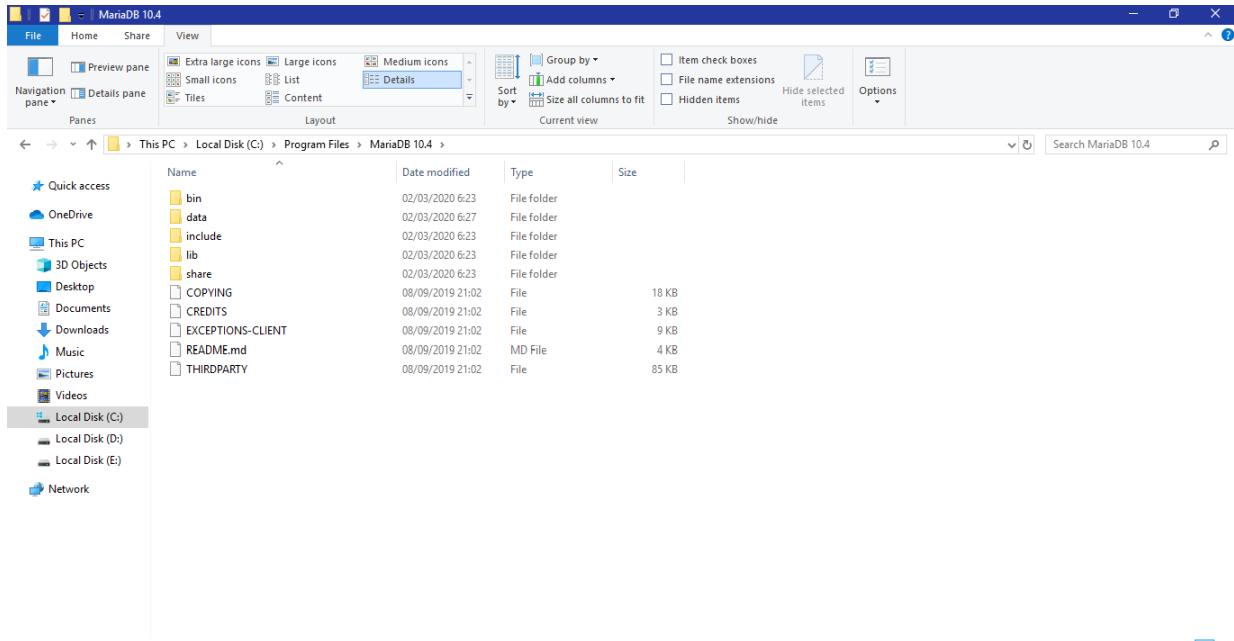 MariaDB 10.4
File Home Share View
Preview pane
Navigation pane
Details pane
Panes
Extra large icons Large icons Medium icons
Small icons List Details
Tiles Content
Layout
Sort by
Group by
Add columns
Size all columns to fit
Current view
Item check boxes
File name extensions
Hidden items
Hide selected items
Show/hide
Options
This PC > Local Disk (C:) > Program Files > MariaDB 10.4 >
Search MariaDB 10.4
Quick access
OneDrive
This PC
3D Objects
Desktop
Documents
Downloads
Music
Pictures
Videos
Local Disk (C:)
Local Disk (D:)
Local Disk (E:)
Network
Name Date modified Type Size
bin 02/03/2020 6:23 File folder
data 02/03/2020 6:27 File folder
include 02/03/2020 6:23 File folder
lib 02/03/2020 6:23 File folder
share 02/03/2020 6:23 File folder
COPYING 08/09/2019 21:02 File 18 KB
CREDITS 08/09/2019 21:02 File 3 KB
EXCEPTIONS-CLIENT 08/09/2019 21:02 File 9 KB
README.md 08/09/2019 21:02 MD File 4 KB
THIRDPARTY 08/09/2019 21:02 File 85 KB